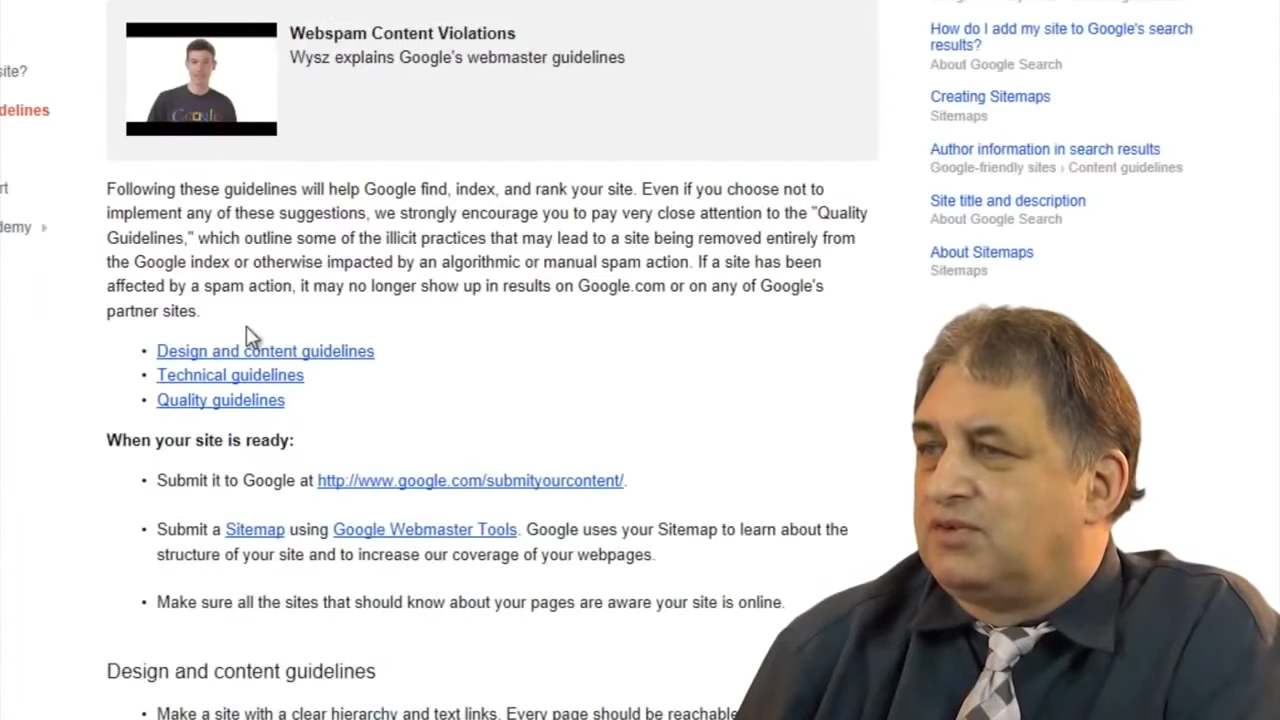 Webspam Content Violations
Wysz explains Google's webmaster guidelines
Google
site?
delines
rt
demy
Following these guidelines will help Google find, index, and rank your site. Even if you choose not to
implement any of these suggestions, we strongly encourage you to pay very close attention to the "Quality
Guidelines," which outline some of the illicit practices that may lead to a site being removed entirely from
the Google index or otherwise impacted by an algorithmic or manual spam action. If a site has been
affected by a spam action, it may no longer show up in results on Google.com or on any of Google's
partner sites.
• Design and content guidelines
• Technical guidelines
• Quality guidelines
When your site is ready:
• Submit it to Google at http://www.google.com/submityourcontent/.
• Submit a Sitemap using Google Webmaster Tools. Google uses your Sitemap to learn about the
structure of your site and to increase our coverage of your webpages.
• Make sure all the sites that should know about your pages are aware your site is online.
Design and content guidelines
• Make a site with a clear hierarchy and text links. Every page should be reachable
How do I add my site to Google's search
results?
About Google Search
Creating Sitemaps
Sitemaps
Author information in search results
Google-friendly sites › Content guidelines
Site title and description
About Google Search
About Sitemaps
Sitemaps